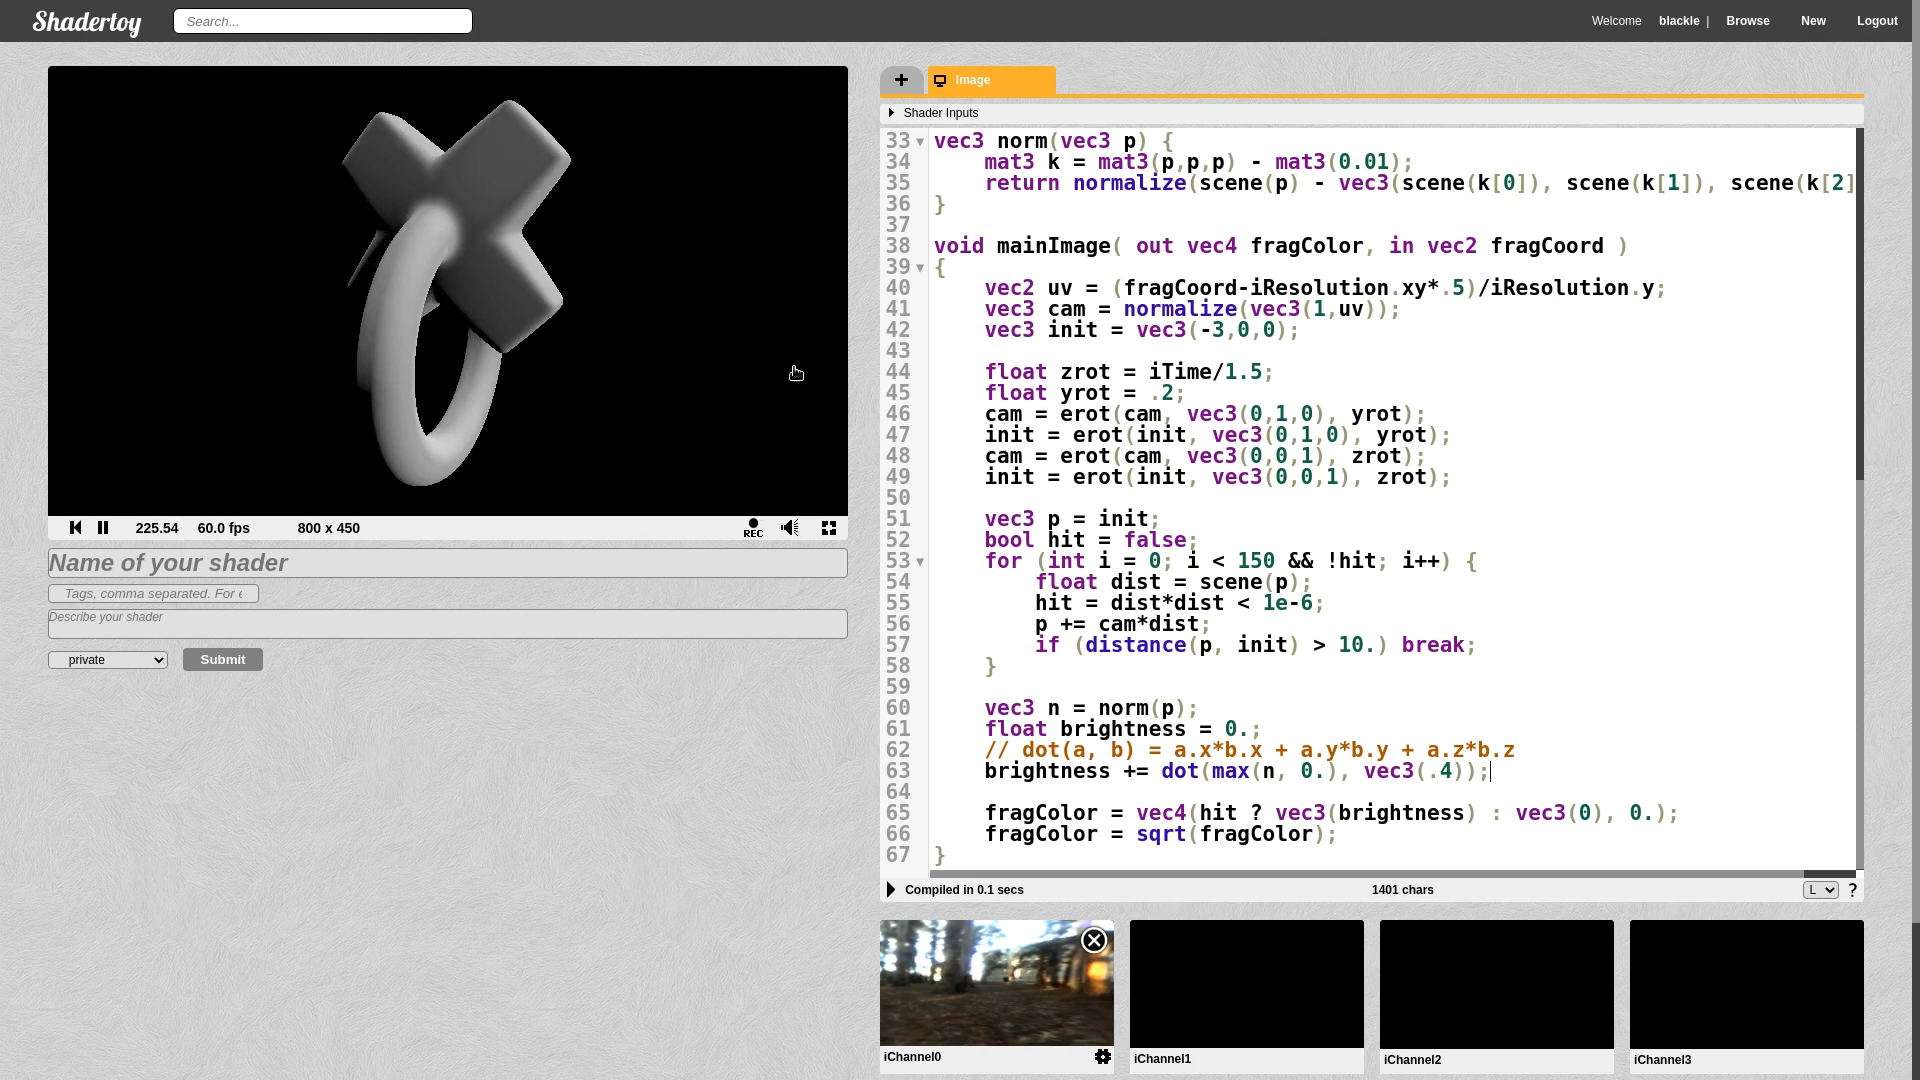 Shadertoy
Search...
Welcome blackle | Browse New Logout
+ Image
Shader Inputs
33 vec3 norm(vec3 p) {
34 mat3 k = mat3(p,p,p) - mat3(0.01);
35 return normalize(scene(p) - vec3(scene(k[0]), scene(k[1]), scene(k[2]
36 }
37
38 void mainImage( out vec4 fragColor, in vec2 fragCoord )
39 {
40 vec2 uv = (fragCoord-iResolution.xy*.5)/iResolution.y;
41 vec3 cam = normalize(vec3(1,uv));
42 vec3 init = vec3(-3,0,0);
43
44 float zrot = iTime/1.5;
45 float yrot = .2;
46 cam = erot(cam, vec3(0,1,0), yrot);
47 init = erot(init, vec3(0,1,0), yrot);
48 cam = erot(cam, vec3(0,0,1), zrot);
49 init = erot(init, vec3(0,0,1), zrot);
50
51 vec3 p = init;
52 bool hit = false;
53 for (int i = 0; i < 150 && !hit; i++) {
54 float dist = scene(p);
55 hit = dist*dist < 1e-6;
56 p += cam*dist;
57 if (distance(p, init) > 10.) break;
58 }
59
60 vec3 n = norm(p);
61 float brightness = 0.;
62 // dot(a, b) = a.x*b.x + a.y*b.y + a.z*b.z
63 brightness += dot(max(n, 0.), vec3(.4));
64
65 fragColor = vec4(hit ? vec3(brightness) : vec3(0), 0.);
66 fragColor = sqrt(fragColor);
67 }
225.54 60.0 fps 800 x 450 REC
Name of your shader
Tags, comma separated. For e
Describe your shader
private Submit
Compiled in 0.1 secs 1401 chars L ?
iChannel0 iChannel1 iChannel2 iChannel3